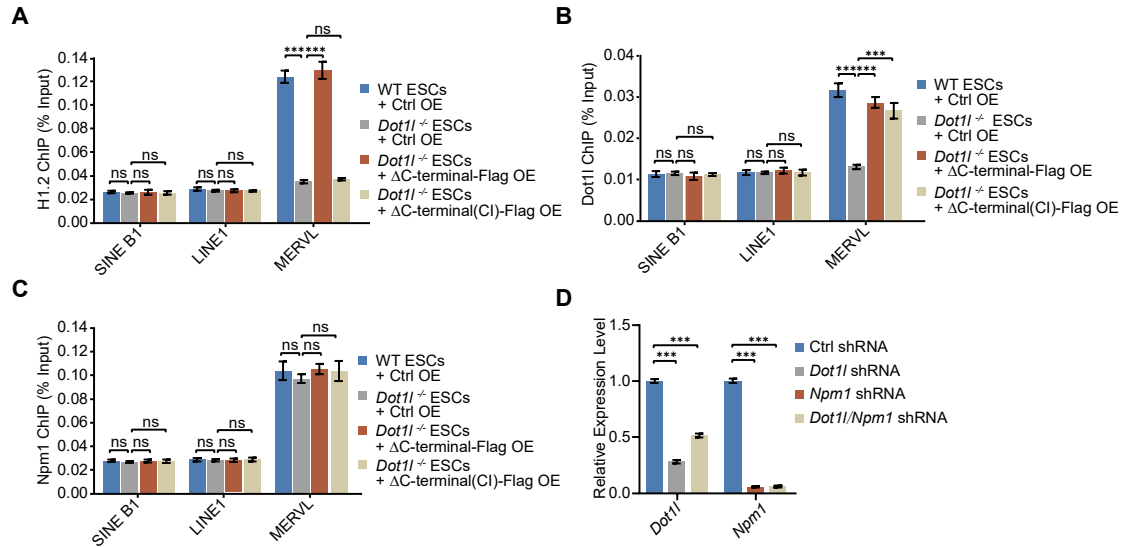 A
H1.2 ChIP (% Input)
0.14
0.12
0.10
0.08
0.06
0.04
0.02
0.00
ns
ns
ns
ns
ns
ns
ns
******
SINE B1
LINE1
MERVL
WT ESCs
+ Ctrl OE
Dot1l -/- ESCs
+ Ctrl OE
Dot1l -/- ESCs
+ ΔC-terminal-Flag OE
Dot1l -/- ESCs
+ ΔC-terminal(CI)-Flag OE
B
Dot1l ChIP (% Input)
0.04
0.03
0.02
0.01
0.00
ns
ns
ns
ns
ns
ns
***
******
SINE B1
LINE1
MERVL
WT ESCs
+ Ctrl OE
Dot1l -/- ESCs
+ Ctrl OE
Dot1l -/- ESCs
+ ΔC-terminal-Flag OE
Dot1l -/- ESCs
+ ΔC-terminal(CI)-Flag OE
C
Npm1 ChIP (% Input)
0.14
0.12
0.10
0.08
0.06
0.04
0.02
0.00
ns
ns
ns
ns
ns
ns
ns
ns
ns
SINE B1
LINE1
MERVL
WT ESCs
+ Ctrl OE
Dot1l -/- ESCs
+ Ctrl OE
Dot1l -/- ESCs
+ ΔC-terminal-Flag OE
Dot1l -/- ESCs
+ ΔC-terminal(CI)-Flag OE
D
Relative Expression Level
1.5
1.0
0.5
0.0
***
***
***
***
Dot1l
Npm1
Ctrl shRNA
Dot1l shRNA
Npm1 shRNA
Dot1l/Npm1 shRNA